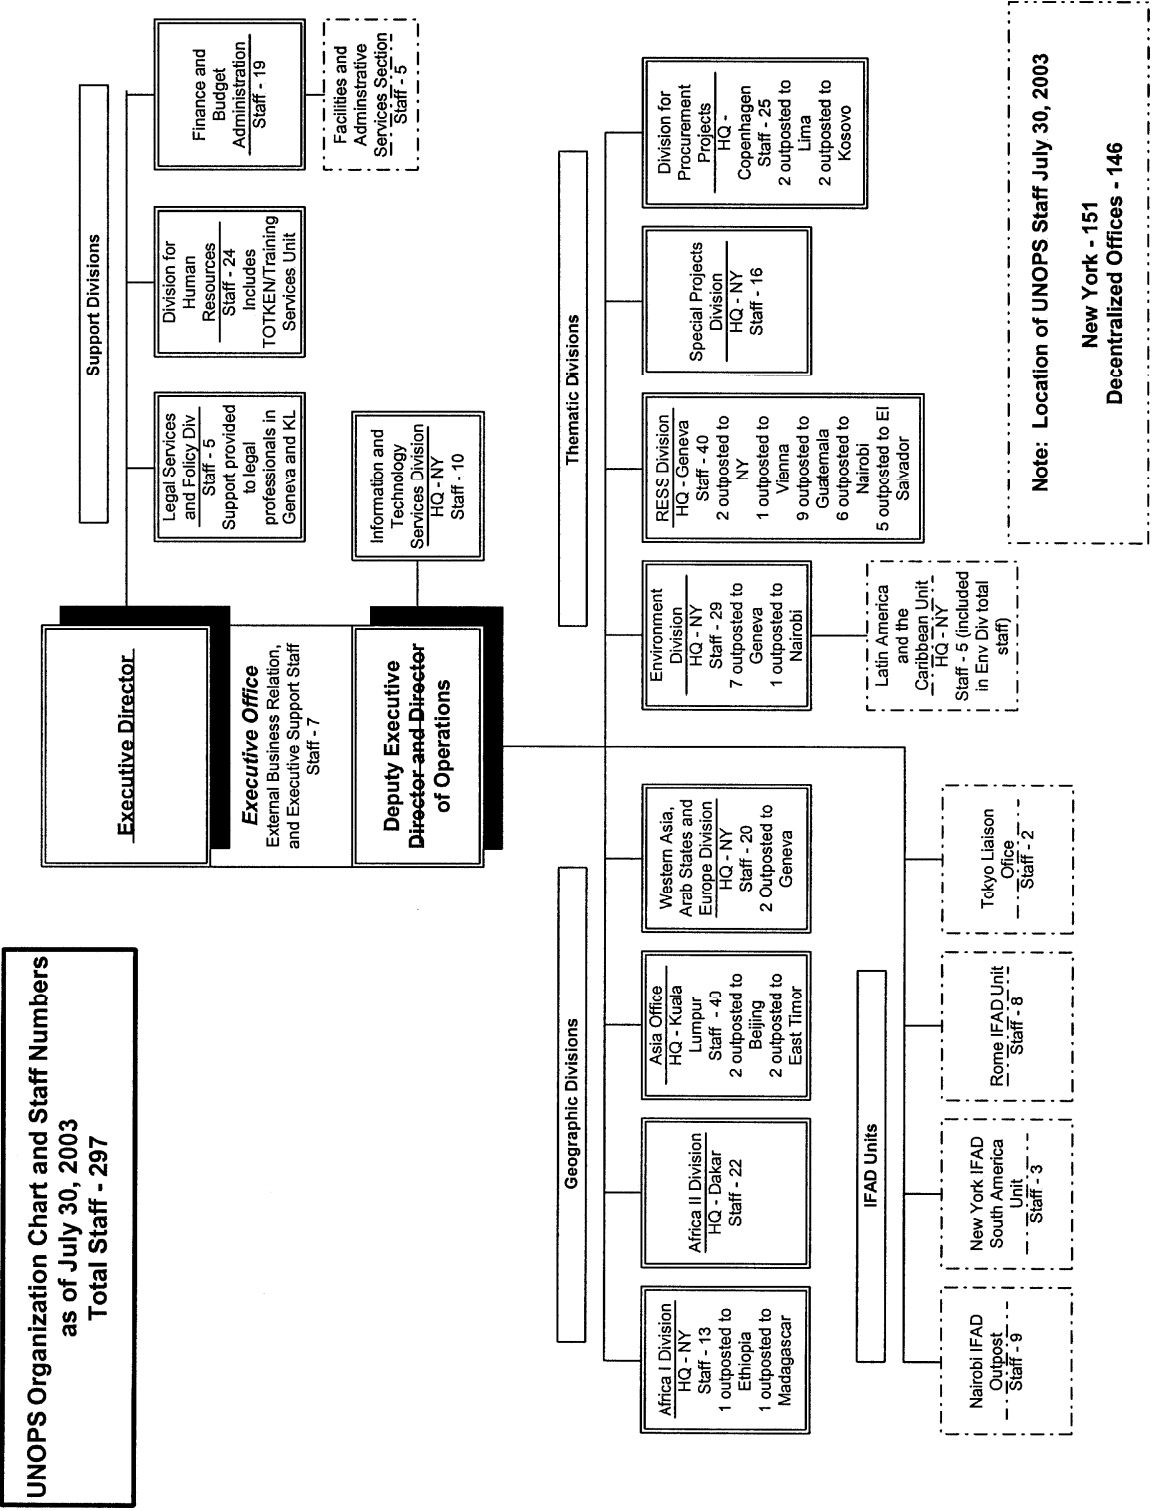 UNOPS Organization Chart and Staff Numbers
as of July 30, 2003
Total Staff - 297
Executive Director
Executive Office
External Business Relation,
and Executive Support Staff
Staff - 7
Deputy Executive
Director and Director
of Operations
Support Divisions
Legal Services
and Policy Div
Staff - 5
Support provided
to legal
professionals in
Geneva and KL
Division for
Human
Resources
Staff - 24
Includes
TOTKEN/Training
Services Unit
Finance and
Budget
Administration
Staff - 19
Facilities and
Adminstrative
Services Section
Staff - 5
Information and
Technology
Services Division
HQ - NY
Staff - 10
Geographic Divisions
Africa I Division
HQ - NY
Staff - 13
1 outposted to
Ethiopia
1 outposted to
Madagascar
Africa II Division
HQ - Dakar
Staff - 22
Asia Office
HQ - Kuala
Lumpur
Staff - 40
2 outposted to
Beijing
2 outposted to
East Timor
Western Asia,
Arab States and
Europe Division
HQ - NY
Staff - 20
2 Outposted to
Geneva
Thematic Divisions
Environment
Division
HQ - NY
Staff - 29
7 outposted to
Geneva
1 outposted to
Nairobi
Latin America
and the
Caribbean Unit
HQ - NY
Staff - 5 (included
in Env Div total
staff)
RESS Division
HQ - Geneva
Staff - 40
2 outposted to
NY
1 outposted to
Vienna
9 outposted to
Guatemala
6 outposted to
Nairobi
5 outposted to El
Salvador
Special Projects
Division
HQ - NY
Staff - 16
Division for
Procurement
Projects
HQ -
Copenhagen
Staff - 25
2 outposted to
Lima
2 outposted to
Kosovo
IFAD Units
Nairobi IFAD
Outpost
Staff - 9
New York IFAD
South America
Unit
Staff - 3
Rome IFAD Unit
Staff - 8
Tokyo Liaison
Ofice
Staff - 2
Note: Location of UNOPS Staff July 30, 2003
New York - 151
Decentralized Offices - 146